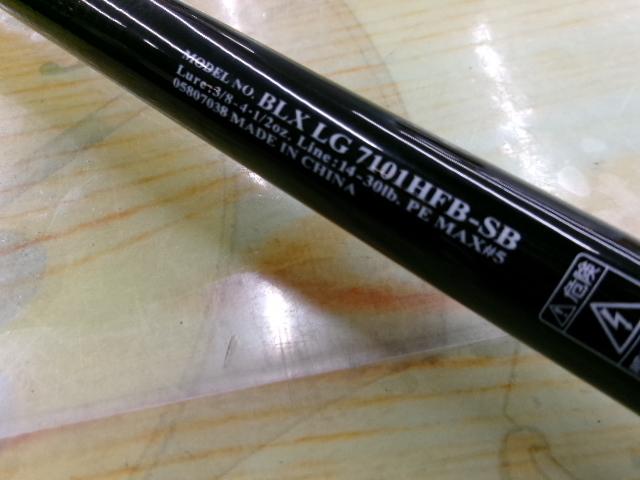 MODEL NO. BLX LG 7101HFB-SB
Lure:3/8-4·1/2oz. Line:14-30lb. PE MAX#5
05807038 MADE IN CHINA
⚠危険